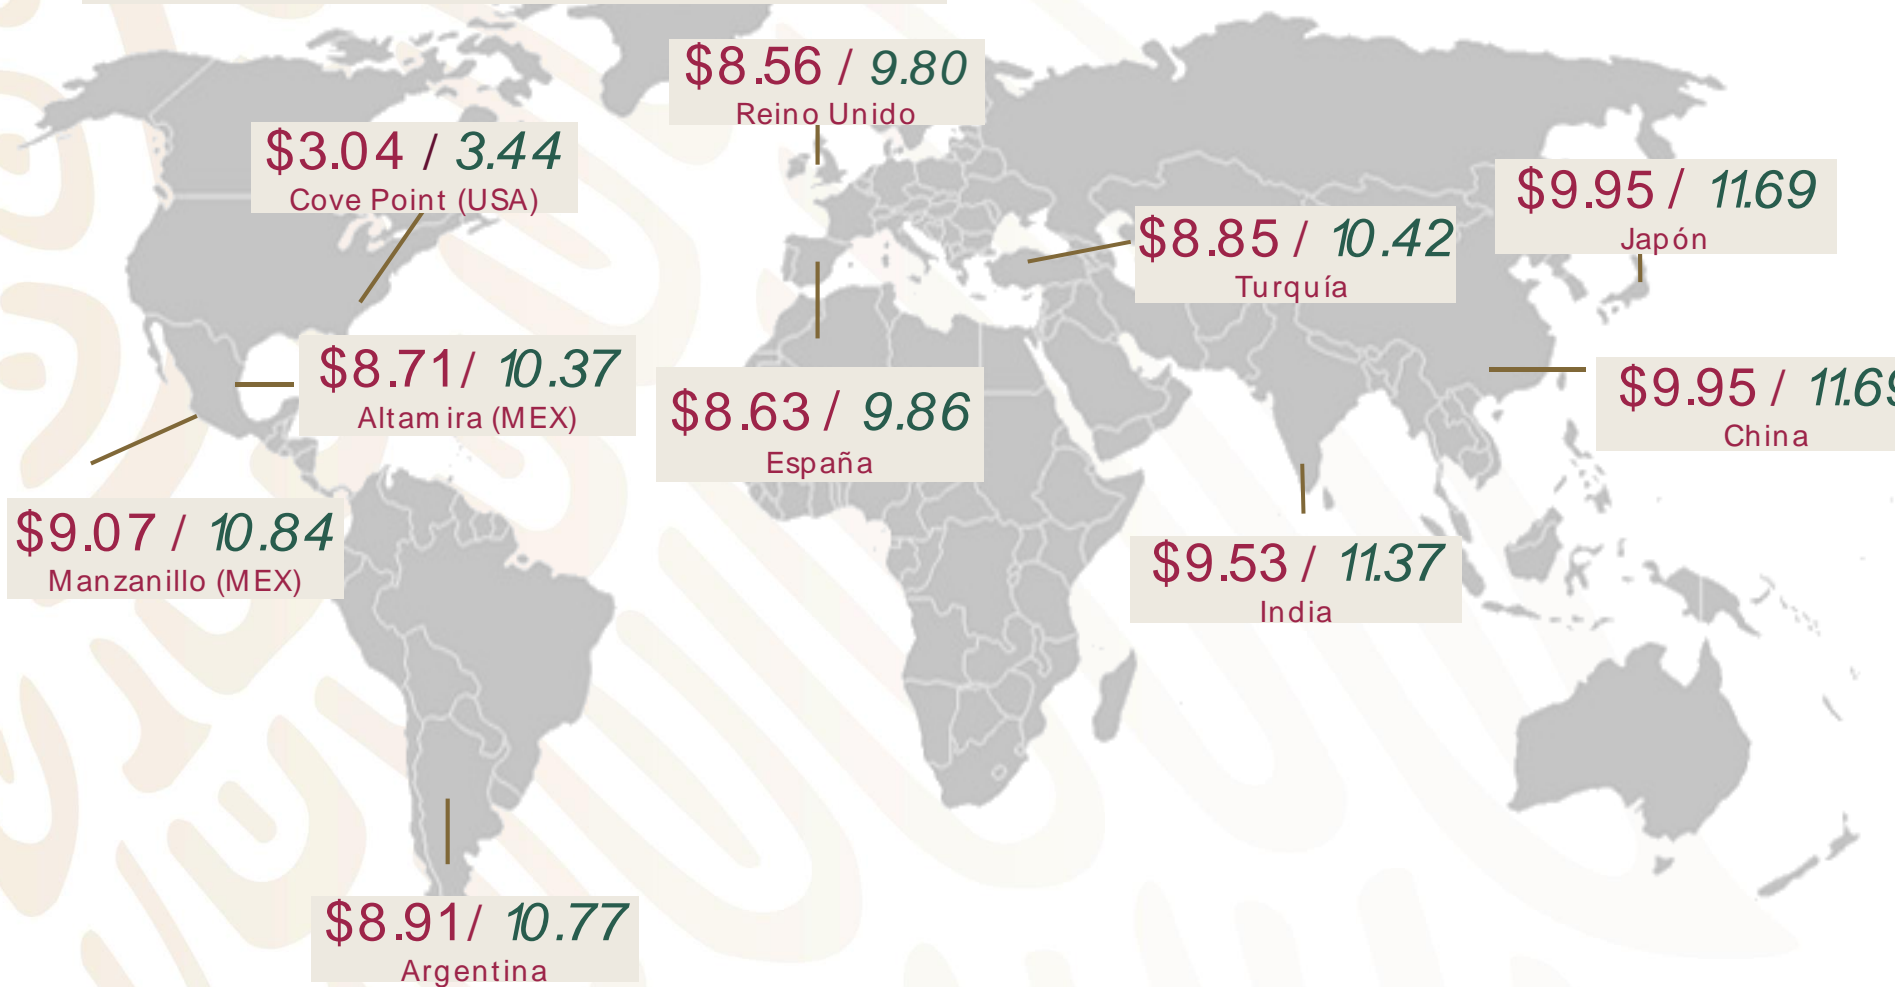 $8.56 / 9.80
Reino Unido
$3.04 / 3.44
Cove Point (USA)
$9.95 / 11.69
Japón
$8.85 / 10.42
Turquía
$8.71/ 10.37
Altamira (MEX)
$8.63 / 9.86
España
$9.95 / 11.69
China
$9.07 / 10.84
Manzanillo (MEX)
$9.53 / 11.37
India
$8.91/ 10.77
Argentina